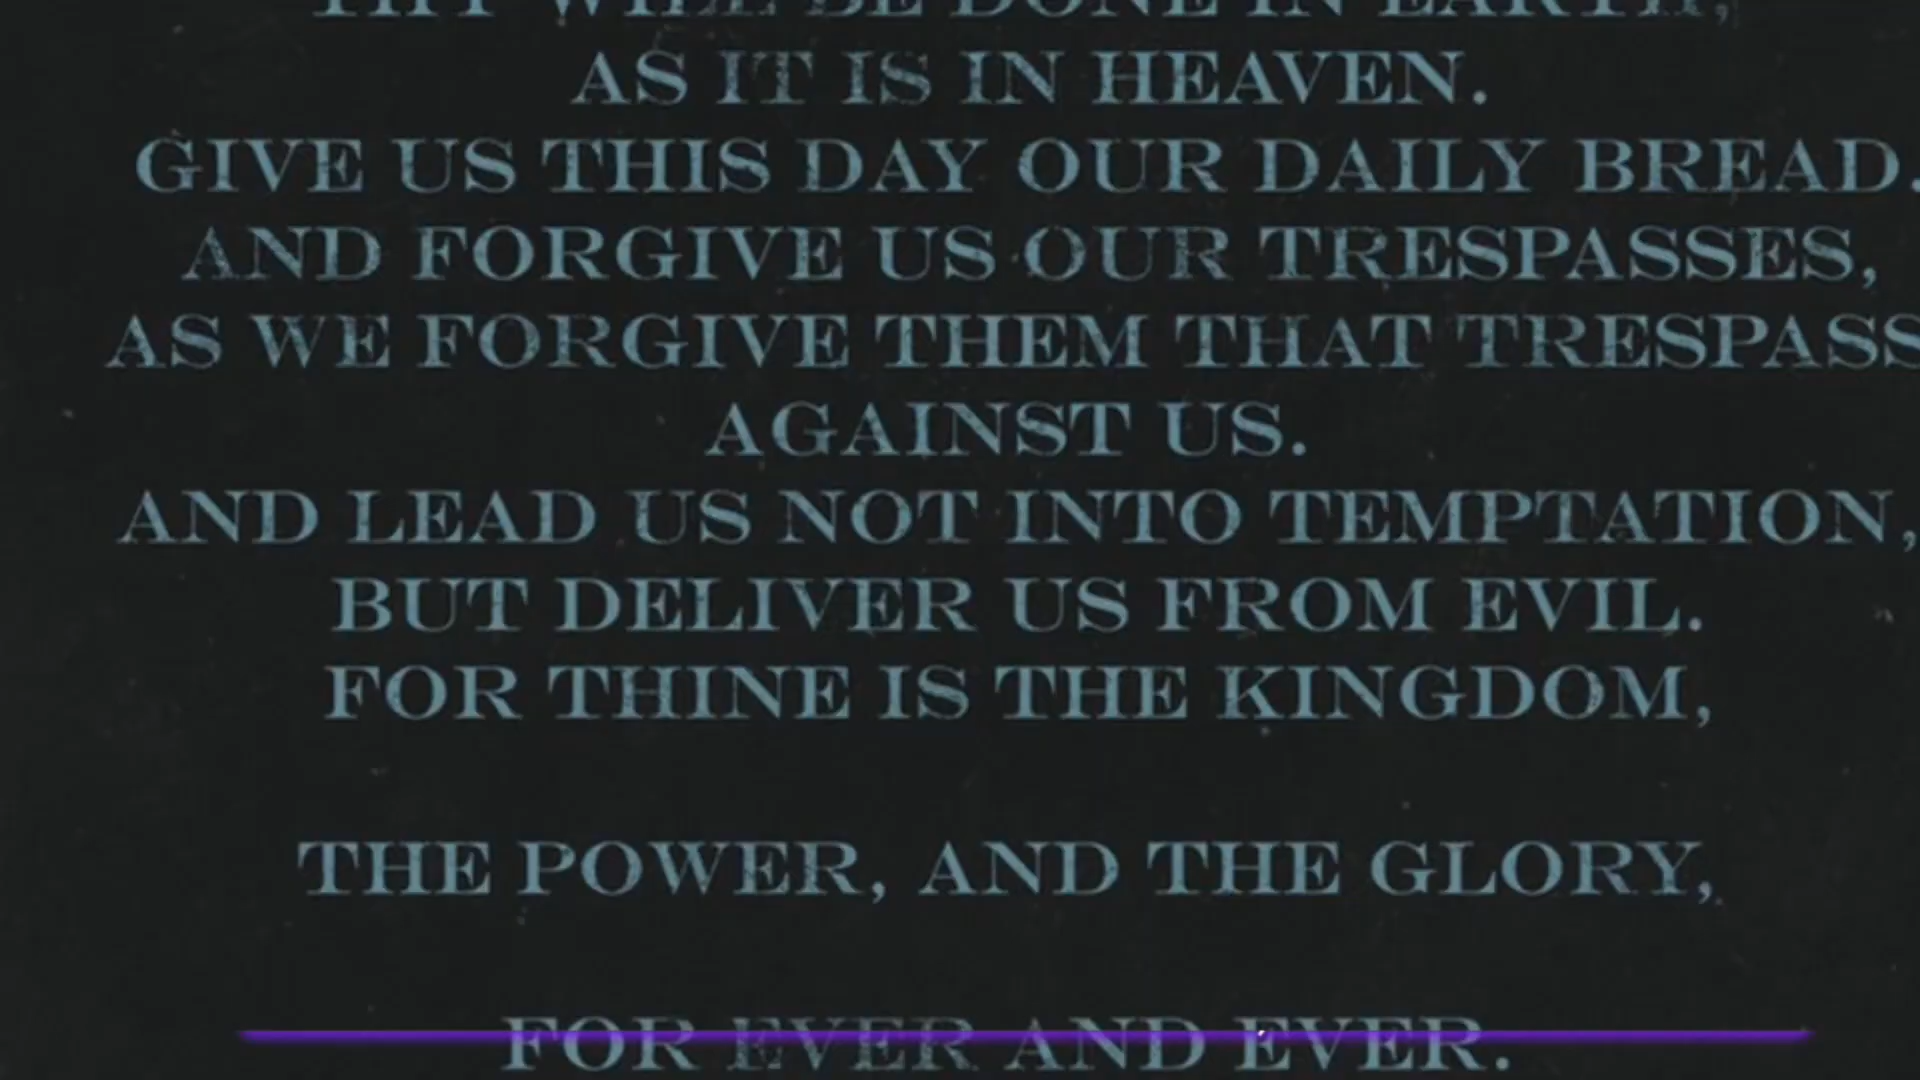 THY WILL BE DONE IN EARTH,
AS IT IS IN HEAVEN.
GIVE US THIS DAY OUR DAILY BREAD.
AND FORGIVE US OUR TRESPASSES,
AS WE FORGIVE THEM THAT TRESPASS
AGAINST US.
AND LEAD US NOT INTO TEMPTATION,
BUT DELIVER US FROM EVIL.
FOR THINE IS THE KINGDOM,
THE POWER, AND THE GLORY,
FOR EVER AND EVER.